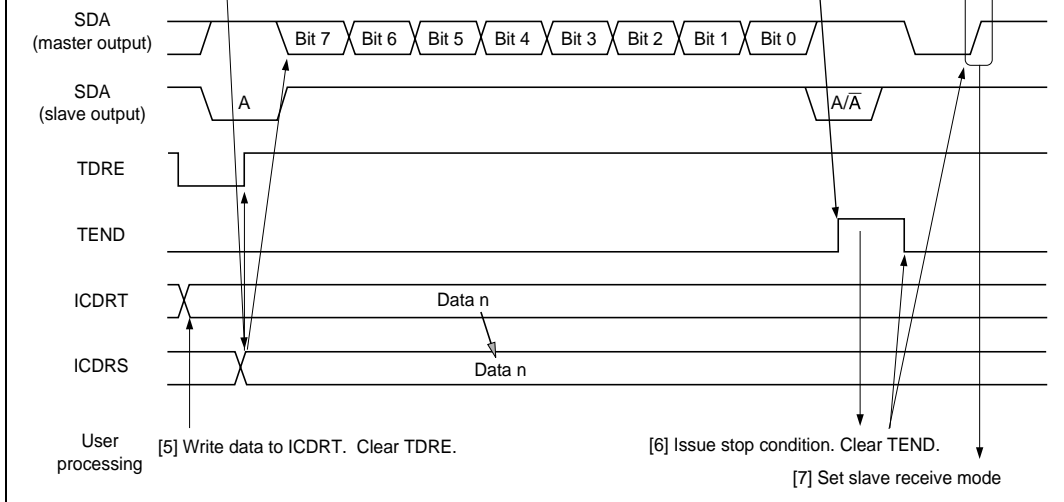 SDA
(master output)
Bit 7 Bit 6 Bit 5 Bit 4 Bit 3 Bit 2 Bit 1 Bit 0
SDA
(slave output)
A
A/A̅
TDRE
TEND
ICDRT
Data n
ICDRS
Data n
User
processing
[5] Write data to ICDRT. Clear TDRE.
[6] Issue stop condition. Clear TEND.
[7] Set slave receive mode